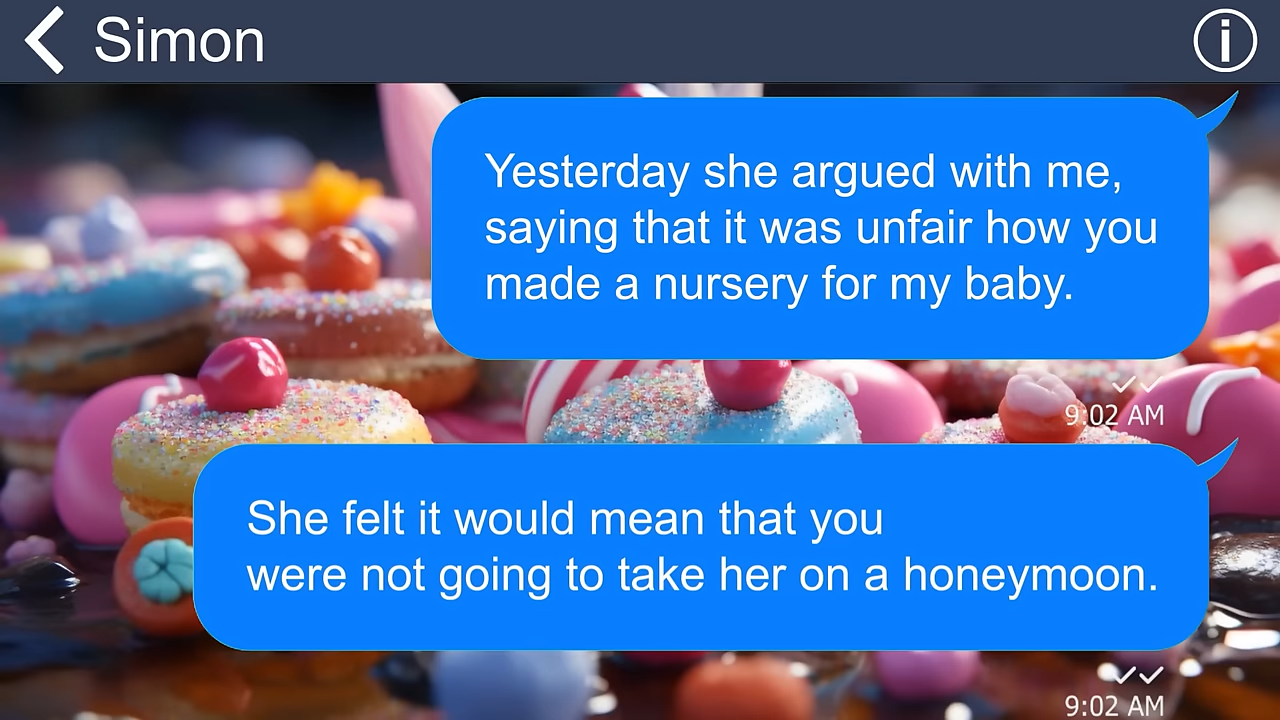 Simon
Yesterday she argued with me,
saying that it was unfair how you
made a nursery for my baby.
9:02 AM
She felt it would mean that you
were not going to take her on a honeymoon.
9:02 AM